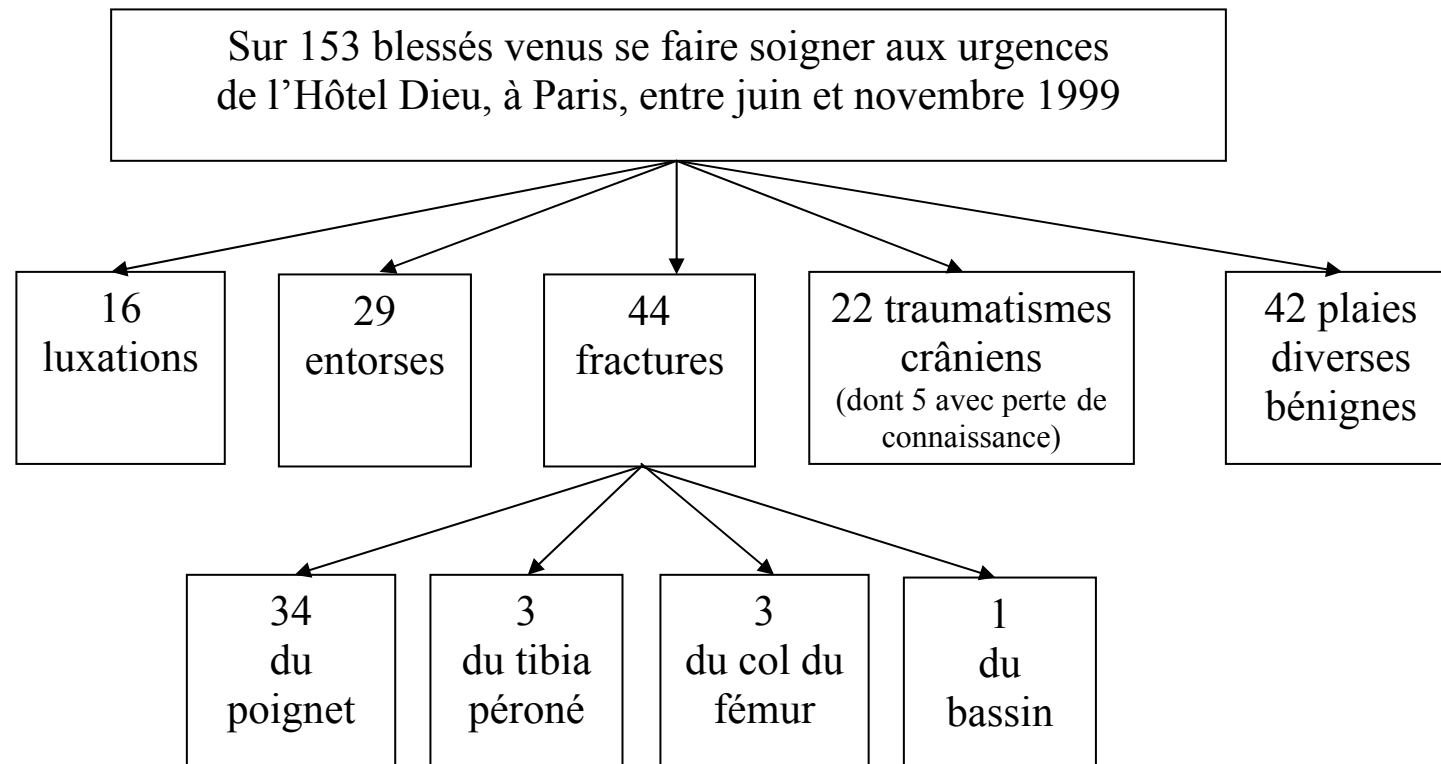 Sur 153 blessés venus se faire soigner aux urgences
de l'Hôtel Dieu, à Paris, entre juin et novembre 1999
16
luxations
29
entorses
44
fractures
22 traumatismes
crâniens
(dont 5 avec perte de
connaissance)
42 plaies
diverses
bénignes
34
du
poignet
3
du tibia
péroné
3
du col du
fémur
1
du
bassin